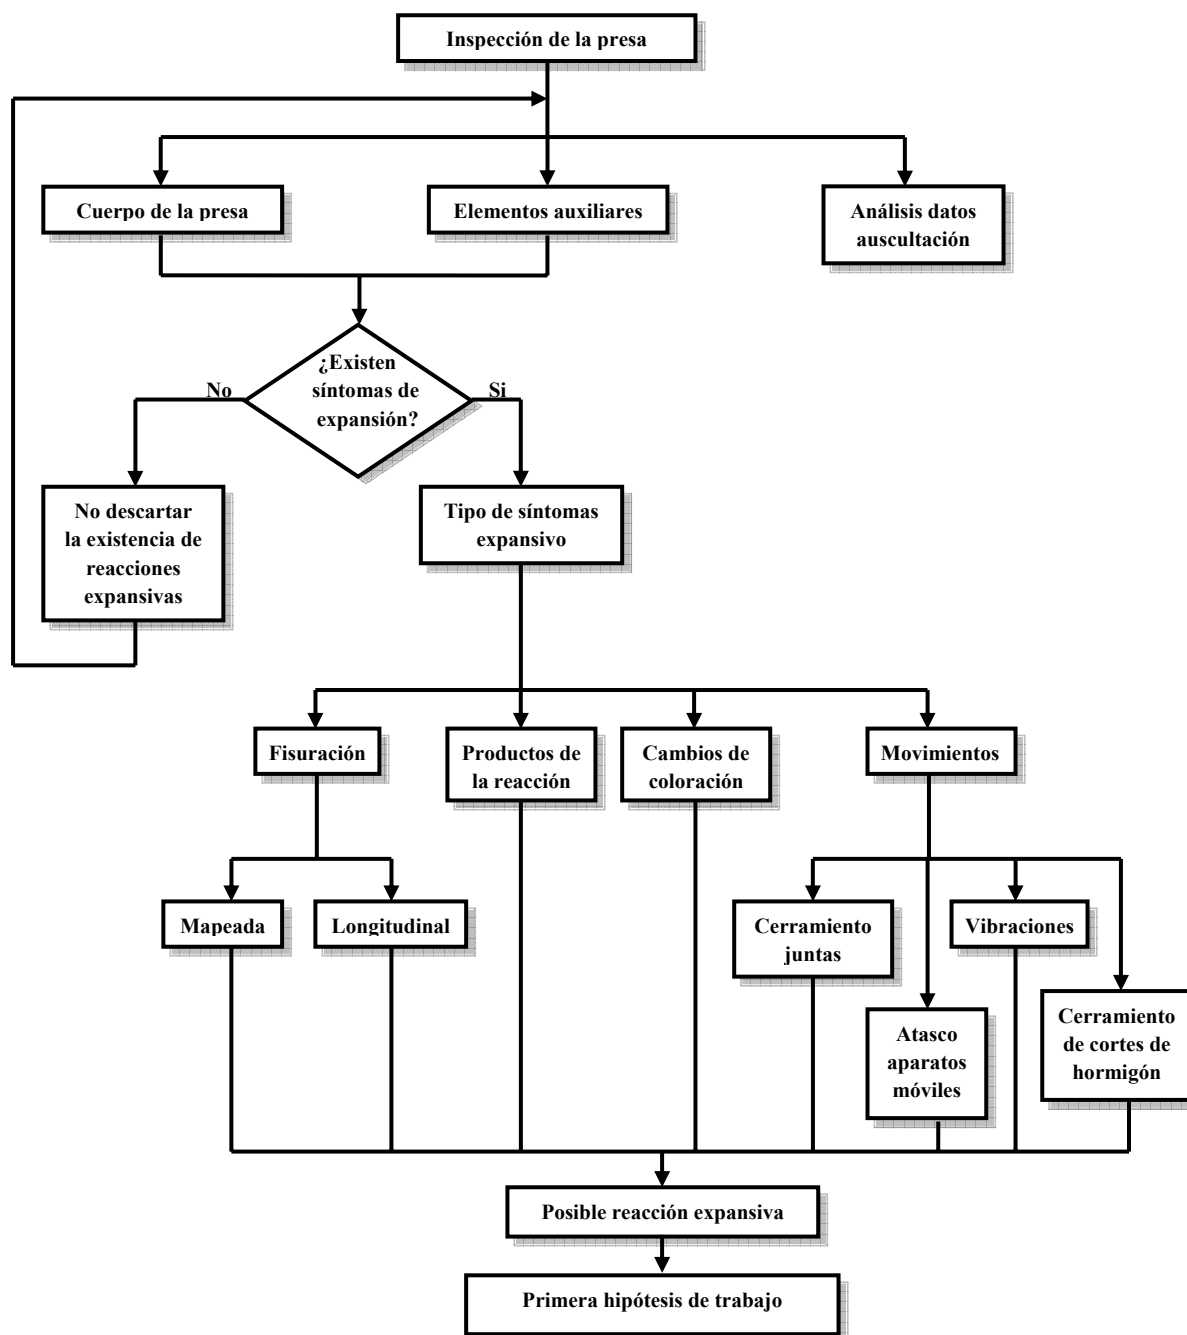 Inspección de la presa
Cuerpo de la presa
Elementos auxiliares
Análisis datos
auscultación
¿Existen
síntomas de
expansión?
No
Si
No descartar
la existencia de
reacciones
expansivas
Tipo de síntomas
expansivo
Fisuración
Productos de
la reacción
Cambios de
coloración
Movimientos
Mapeada
Longitudinal
Cerramiento
juntas
Vibraciones
Atasco
aparatos
móviles
Cerramiento
de cortes de
hormigón
Posible reacción expansiva
Primera hipótesis de trabajo